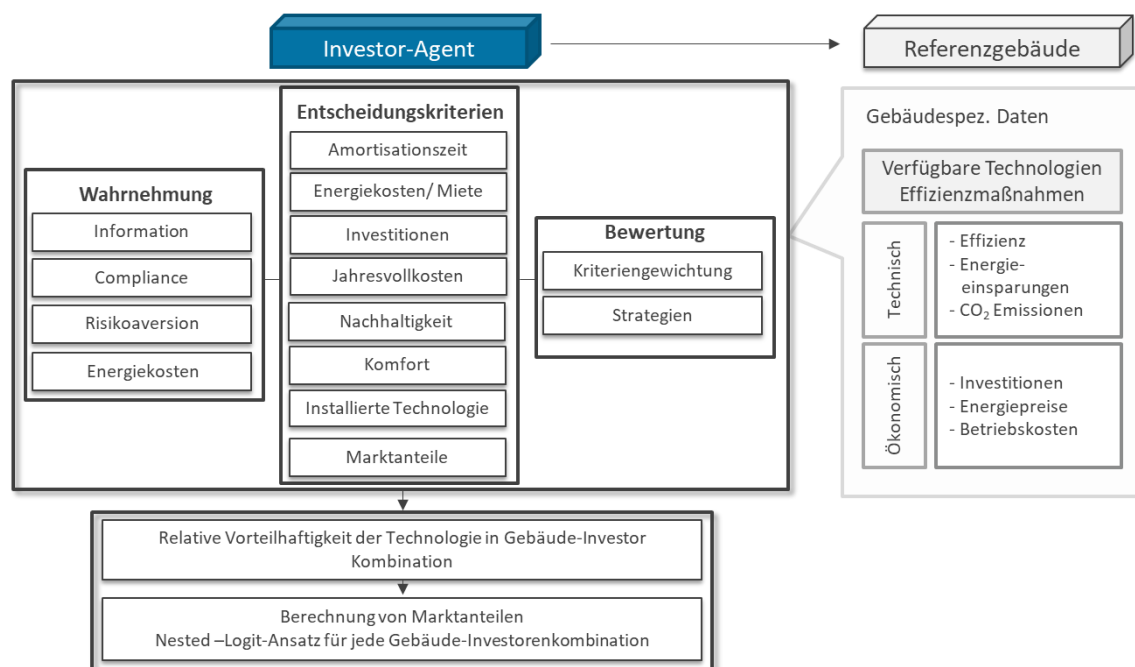 Investor-Agent
Referenzgebäude
Wahrnehmung
Information
Compliance
Risikoaversion
Energiekosten
Entscheidungskriterien
Amortisationszeit
Energiekosten/ Miete
Investitionen
Jahresvollkosten
Nachhaltigkeit
Komfort
Installierte Technologie
Marktanteile
Bewertung
Kriteriengewichtung
Strategien
Gebäudespez. Daten
Verfügbare Technologien
Effizienzmaßnahmen
Technisch
- Effizienz
- Energie-
einsparungen
- CO₂ Emissionen
Ökonomisch
- Investitionen
- Energiepreise
- Betriebskosten
Relative Vorteilhaftigkeit der Technologie in Gebäude-Investor
Kombination
Berechnung von Marktanteilen
Nested –Logit-Ansatz für jede Gebäude-Investorenkombination